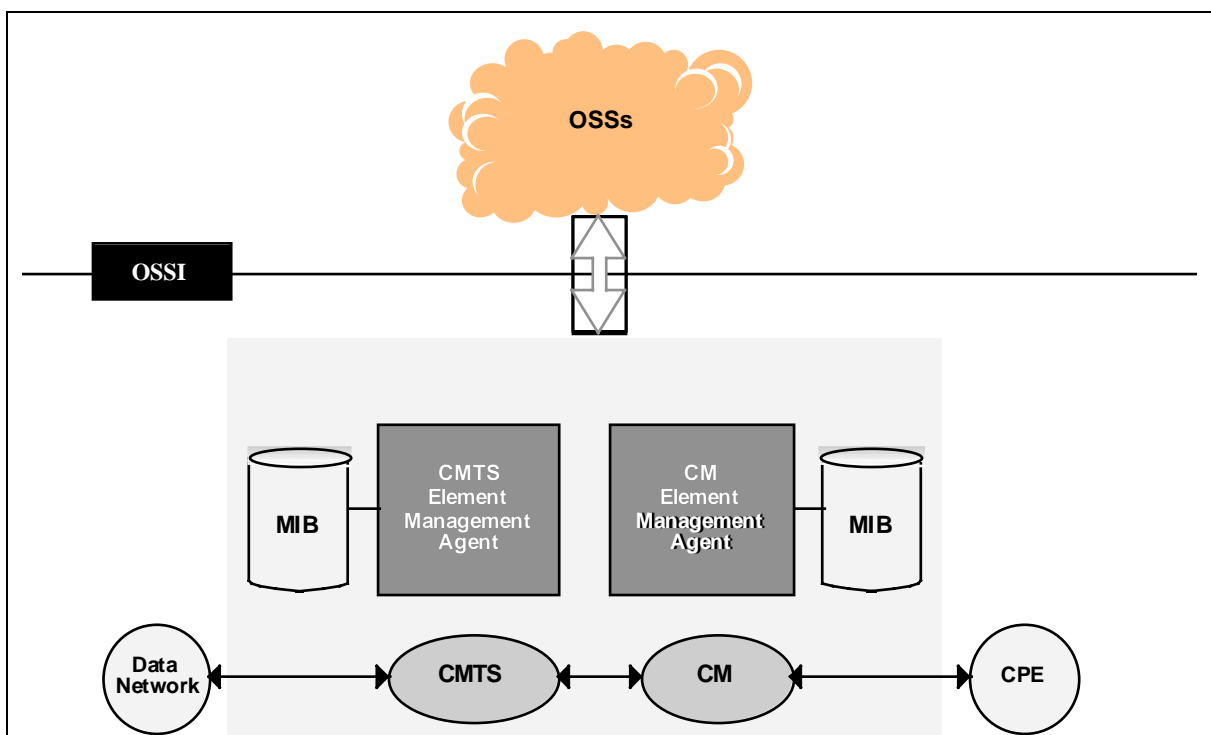 OSSs
OSSI
MIB
CMTS
Element
Management
Agent
CM
Element
Management
Agent
MIB
Data
Network
CMTS
CM
CPE